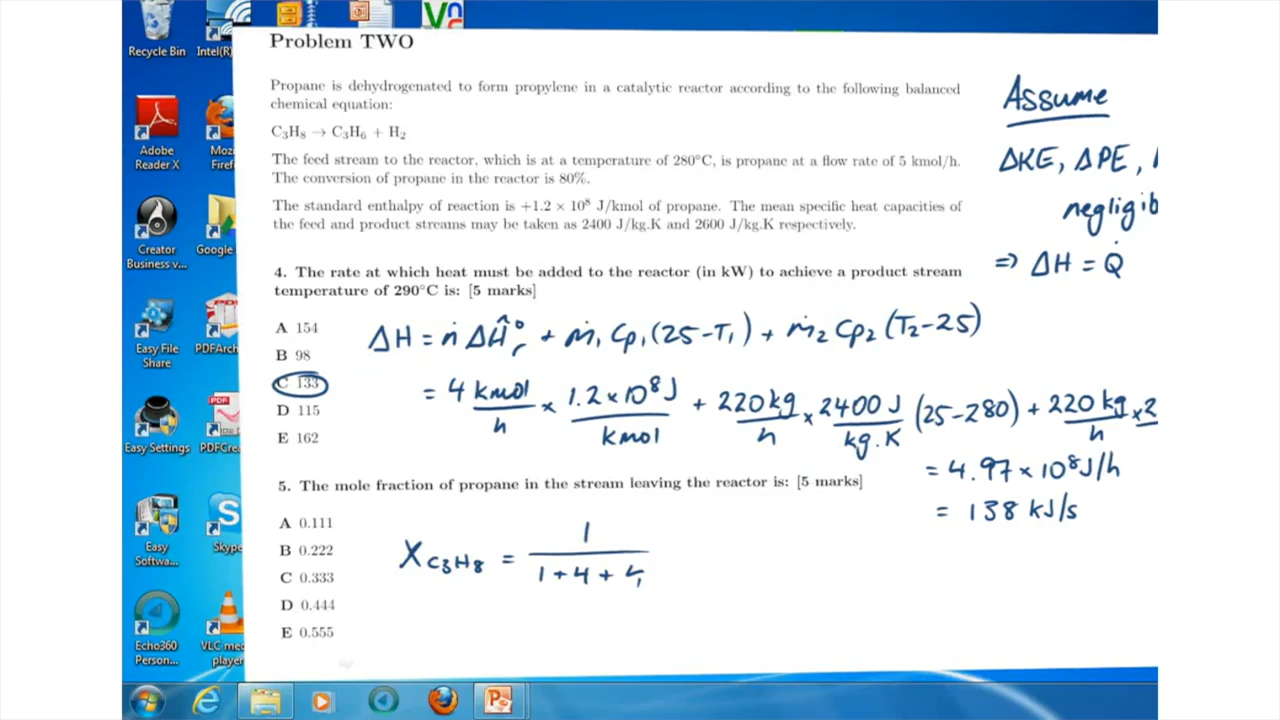 Recycle Bin
Intel(R)
Problem TWO
Propane is dehydrogenated to form propylene in a catalytic reactor according to the following balanced
chemical equation:
C₃H₈ → C₃H₆ + H₂
The feed stream to the reactor, which is at a temperature of 280°C, is propane at a flow rate of 5 kmol/h.
The conversion of propane in the reactor is 80%.
The standard enthalpy of reaction is +1.2 × 10⁸ J/kmol of propane. The mean specific heat capacities of
the feed and product streams may be taken as 2400 J/kg.K and 2600 J/kg.K respectively.
4. The rate at which heat must be added to the reactor (in kW) to achieve a product stream
temperature of 290°C is: [5 marks]
A 154
B 98
C 133
D 115
E 162
Assume
ΔKE, ΔPE,
negligib
⇒ ΔH = Q̇
ΔH = ṅ ΔĤ°r + ṁ₁ Cp₁ (25-T₁) + ṁ₂ Cp₂ (T₂-25)
= 4 kmol/h × 1.2 × 10⁸ J/kmol + 220 kg/h × 2400 J/kg.K (25-280) + 220 kg/h × 2
= 4.97 × 10⁸ J/h
= 138 kJ/s
5. The mole fraction of propane in the stream leaving the reactor is: [5 marks]
A 0.111
B 0.222
C 0.333
D 0.444
E 0.555
X C₃H₈ = 1 / 1 + 4 + 4
Adobe
Reader X
Mozi
Firef
Creator
Business v...
Google
Easy File
Share
PDFArch
Easy Settings
PDFCre
Easy
Softwa...
Skype
Echo360
Person...
VLC me
player